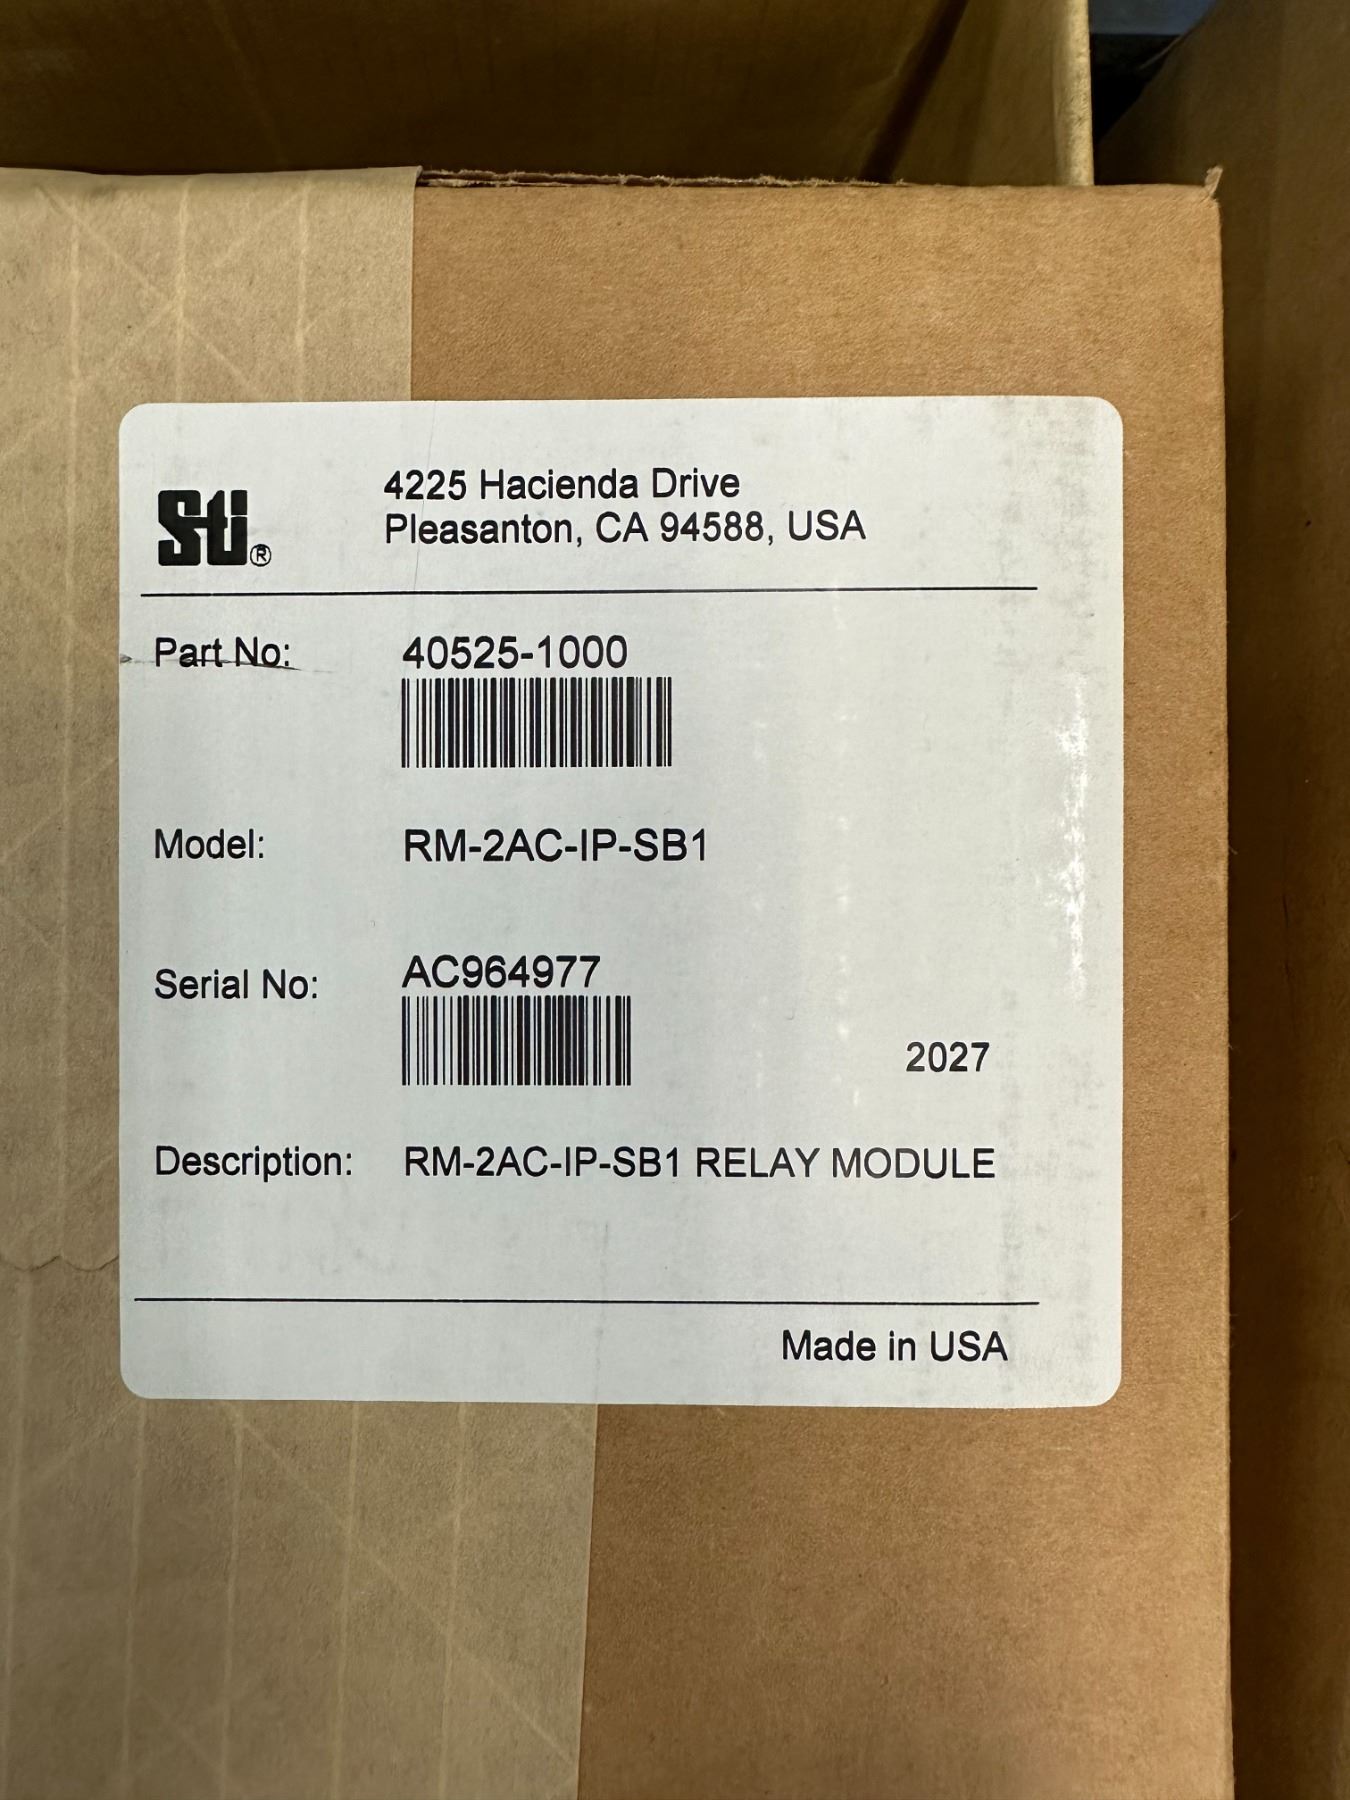 Sti®
4225 Hacienda Drive
Pleasanton, CA 94588, USA
Part No: 40525-1000
Model: RM-2AC-IP-SB1
Serial No: AC964977
2027
Description: RM-2AC-IP-SB1 RELAY MODULE
Made in USA